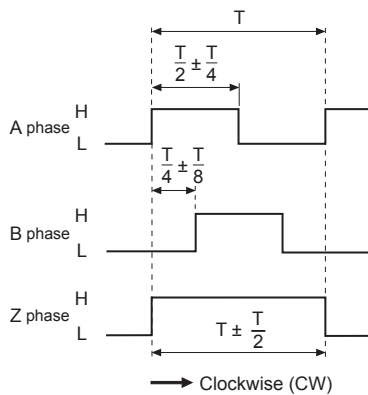 T
T/2 ± T/4
H
A phase
L
T/4 ± T/8
H
B phase
L
H
Z phase
L
T ± T/2
Clockwise (CW)